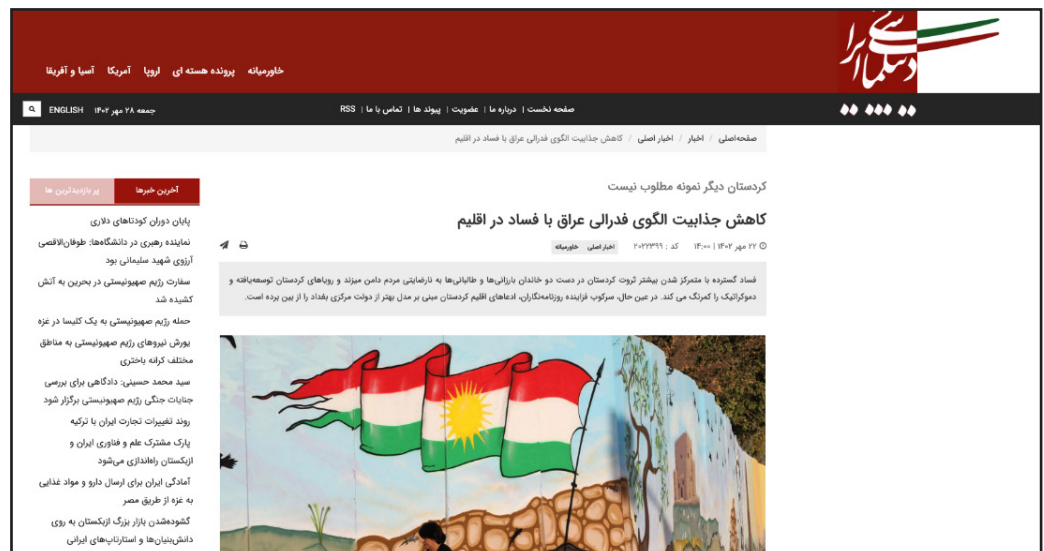 دیپلماسی ایرانی
خاورمیانه پرونده هسته ای اروپا آمریکا آسیا و آفریقا
صفحه نخست | درباره ما | عضویت | پیوند ها | تماس با ما | RSS
جمعه ۲۸ مهر ۱۴۰۲ ENGLISH
صفحه‌اصلی / اخبار / اخبار اصلی / کاهش جذابیت الگوی فدرالی عراق با فساد در اقلیم
کردستان دیگر نمونه مطلوب نیست
کاهش جذابیت الگوی فدرالی عراق با فساد در اقلیم
۲۲ مهر ۱۴۰۲ | ۱۴:۰۰ کد : ۲۰۲۲۳۹۹ اخبار اصلی خاورمیانه
فساد گسترده با متمرکز شدن بیشتر ثروت کردستان در دست دو خاندان بارزانی‌ها و طالبانی‌ها به نارضایتی مردم دامن میزند و رویاهای کردستان توسعه‌یافته و
دموکراتیک را کمرنگ می کند. در عین حال، سرکوب فزاینده روزنامه‌نگاران، ادعاهای اقلیم کردستان مبنی بر مدل بهتر از دولت مرکزی بغداد را از بین برده است.
آخرین خبرها پر بازدیدترین ها
پایان دوران کودتاهای دلاری
نماینده رهبری در دانشگاه‌ها: طوفان‌الاقصی
آرزوی شهید سلیمانی بود
سفارت رژیم صهیونیستی در بحرین به آتش
کشیده شد
حمله رژیم صهیونیستی به یک کلیسا در غزه
یورش نیروهای رژیم صهیونیستی به مناطق
مختلف کرانه باختری
سید محمد حسینی: دادگاهی برای بررسی
جنایات جنگی رژیم صهیونیستی برگزار شود
روند تغییرات تجارت ایران با ترکیه
پارک مشترک علم و فناوری ایران و
ازبکستان راه‌اندازی می‌شود
آمادگی ایران برای ارسال دارو و مواد غذایی
به غزه از طریق مصر
گشوده‌شدن بازار بزرگ ازبکستان به روی
دانش‌بنیان‌ها و استارتاپ‌های ایرانی